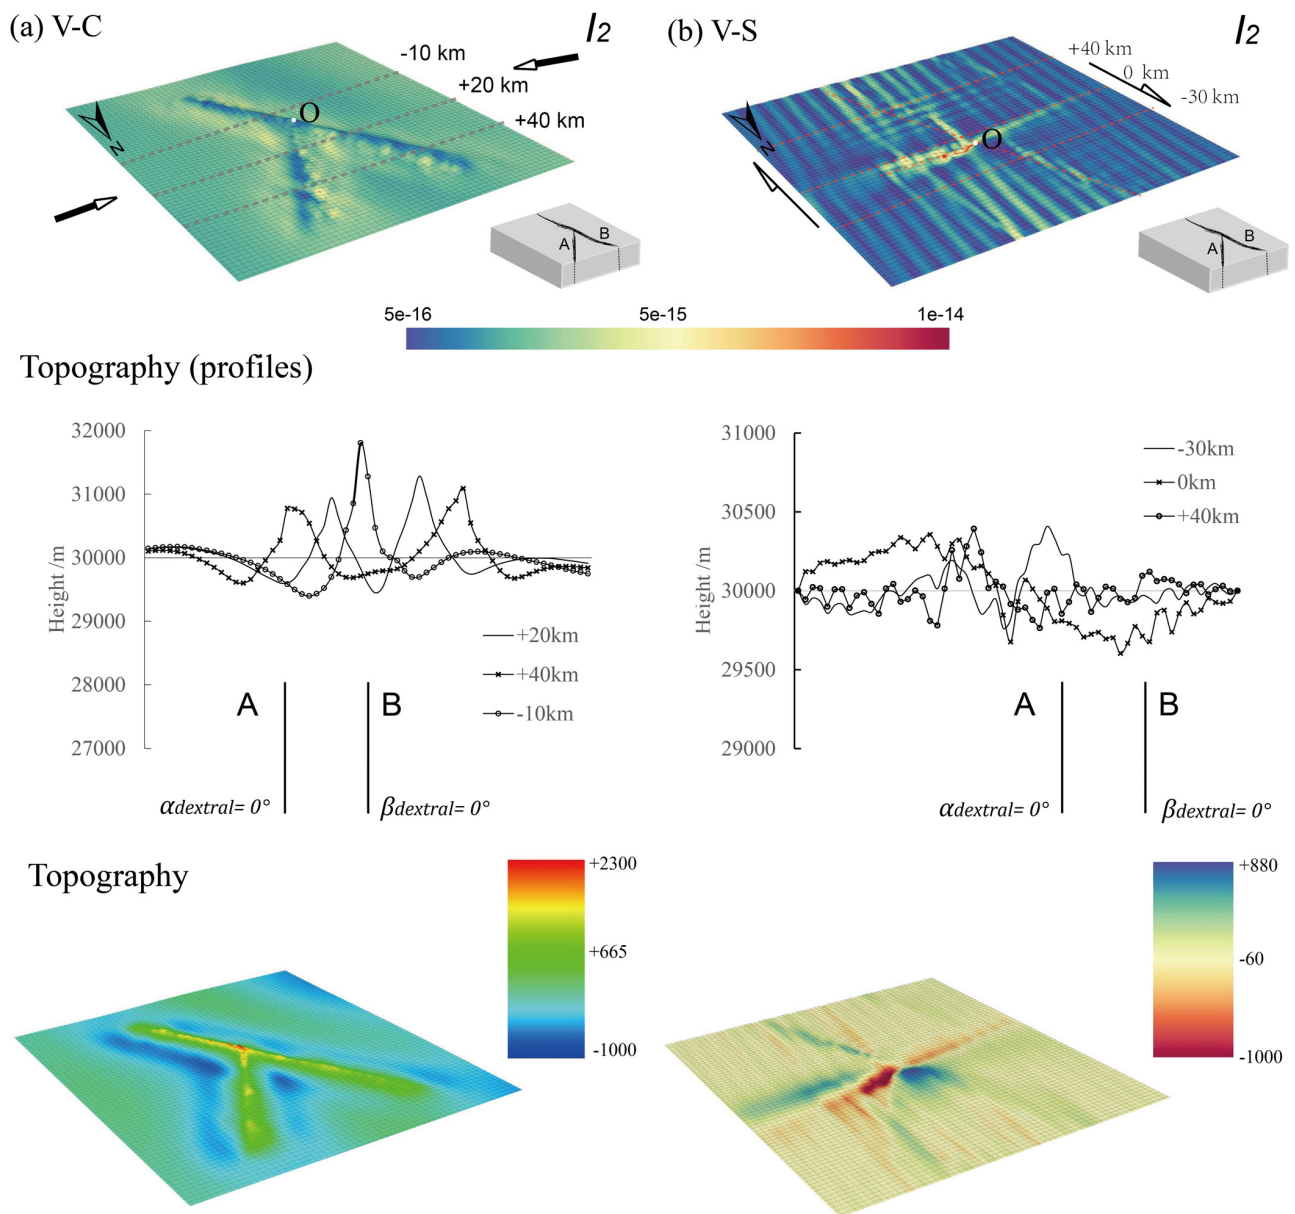 (a) V-C
I2
-10 km
+20 km
+40 km
O
N
A
B
(b) V-S
I2
+40 km
0 km
-30 km
O
N
A
B
5e-16
5e-15
1e-14
Topography (profiles)
32000
31000
30000
29000
28000
27000
Height /m
+20km
+40km
-10km
A
B
αdextral= 0°
βdextral= 0°
31000
30500
30000
29500
29000
Height /m
-30km
0km
+40km
A
B
αdextral= 0°
βdextral= 0°
Topography
+2300
+665
-1000
+880
-60
-1000